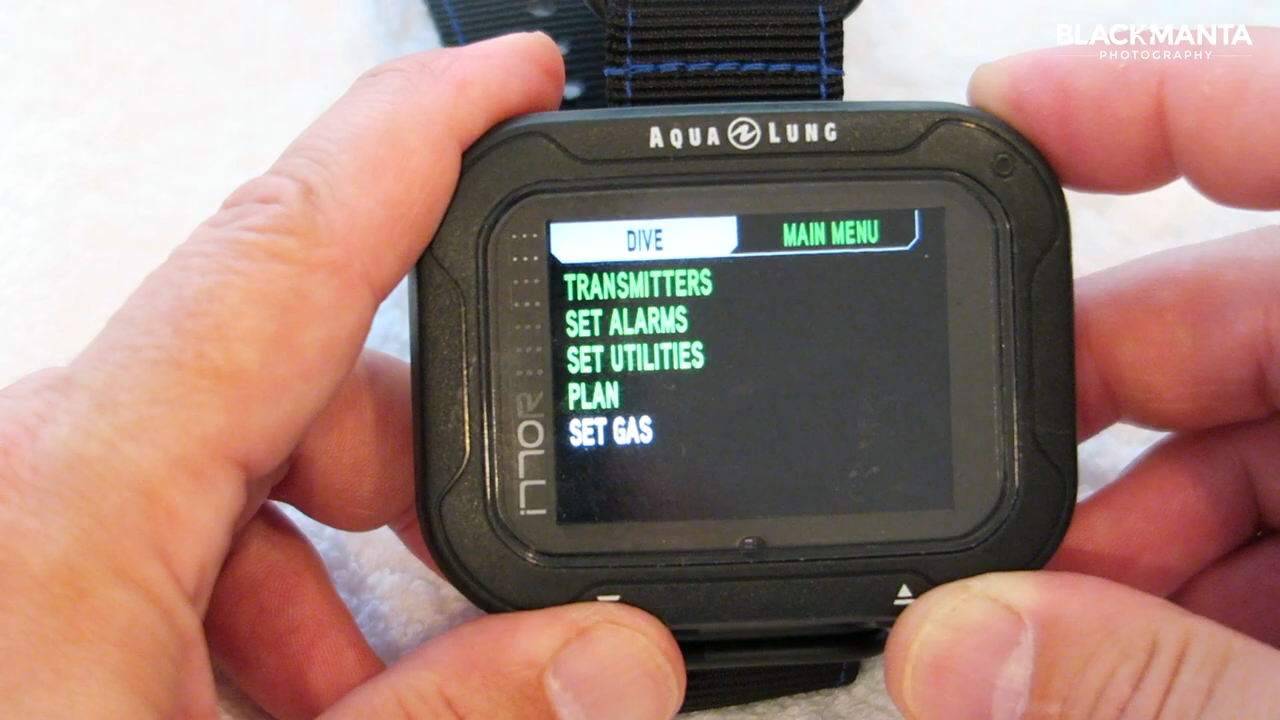 BLACKMANTA
PHOTOGRAPHY
AQUA LUNG
DIVE MAIN MENU
TRANSMITTERS
SET ALARMS
SET UTILITIES
PLAN
SET GAS
i770R